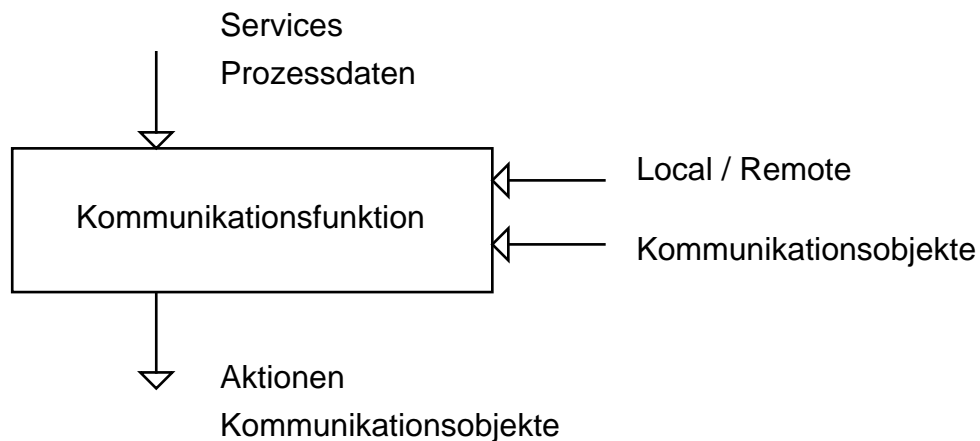 Services
Prozessdaten
Local / Remote
Kommunikationsfunktion
Kommunikationsobjekte
Aktionen
Kommunikationsobjekte